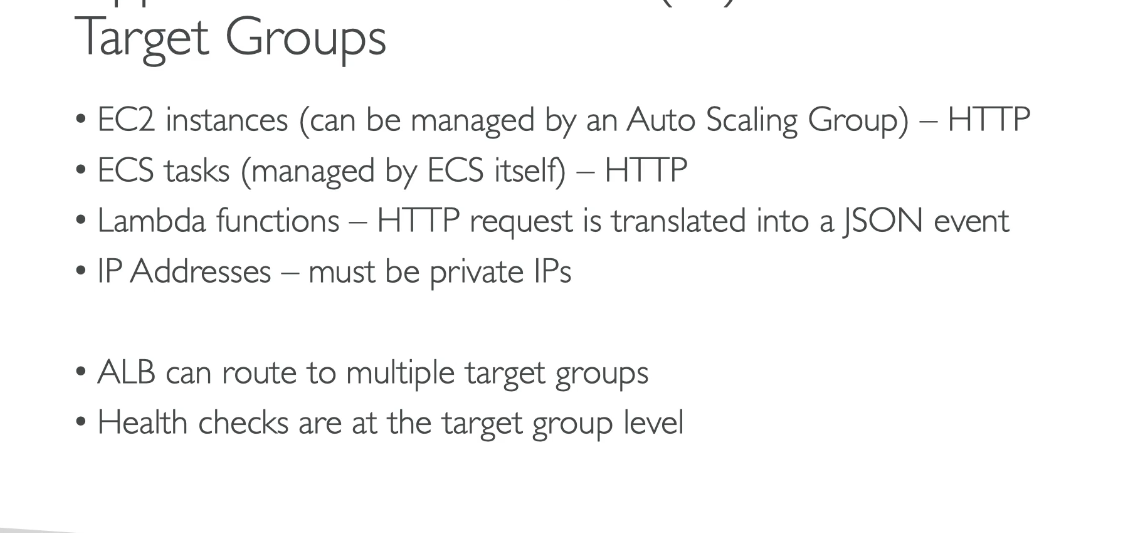 Target Groups
• EC2 instances (can be managed by an Auto Scaling Group) – HTTP
• ECS tasks (managed by ECS itself) – HTTP
• Lambda functions – HTTP request is translated into a JSON event
• IP Addresses – must be private IPs
• ALB can route to multiple target groups
• Health checks are at the target group level